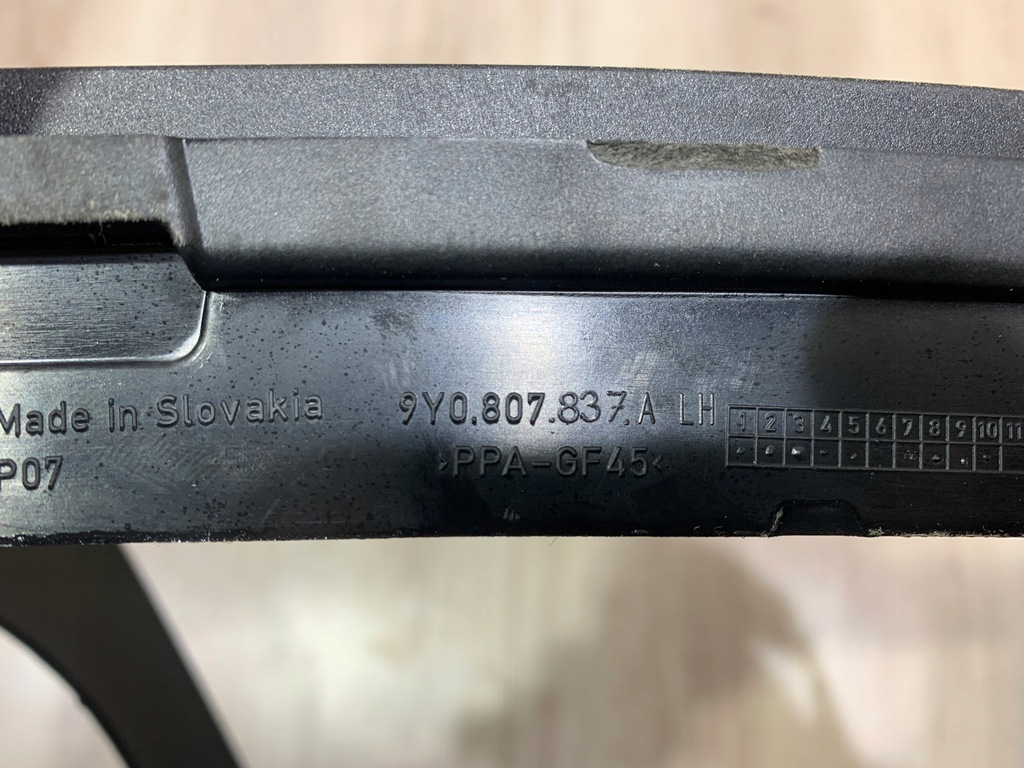 Made in Slovakia 9Y0.807.837.A LH
P07 >PPA-GF45<
1 2 3 4 5 6 7 8 9 10 11